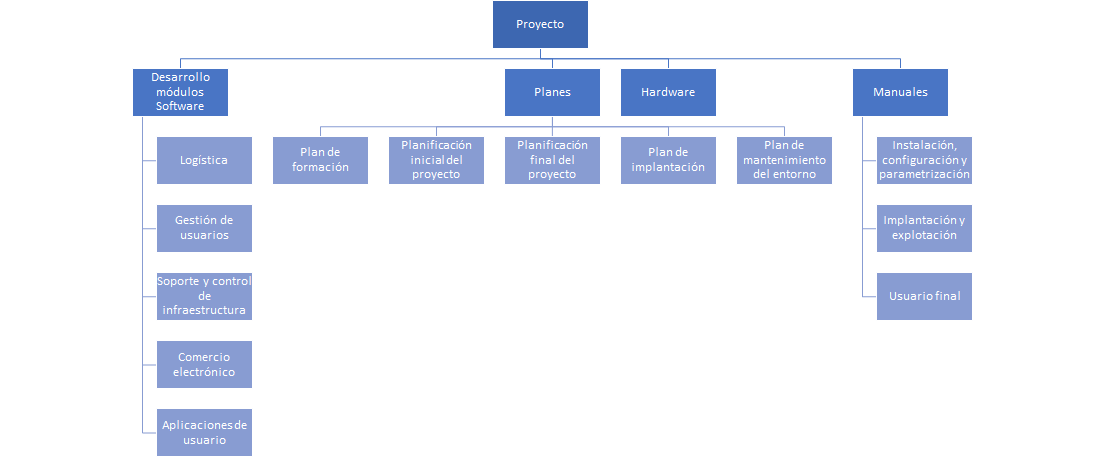 Proyecto
Desarrollo
módulos
Software
Planes
Hardware
Manuales
Logística
Gestión de
usuarios
Soporte y control
de
infraestructura
Comercio
electrónico
Aplicaciones de
usuario
Plan de
formación
Planificación
inicial del
proyecto
Planificación
final del
proyecto
Plan de
implantación
Plan de
mantenimiento
del entorno
Instalación,
configuración y
parametrización
Implantación y
explotación
Usuario final